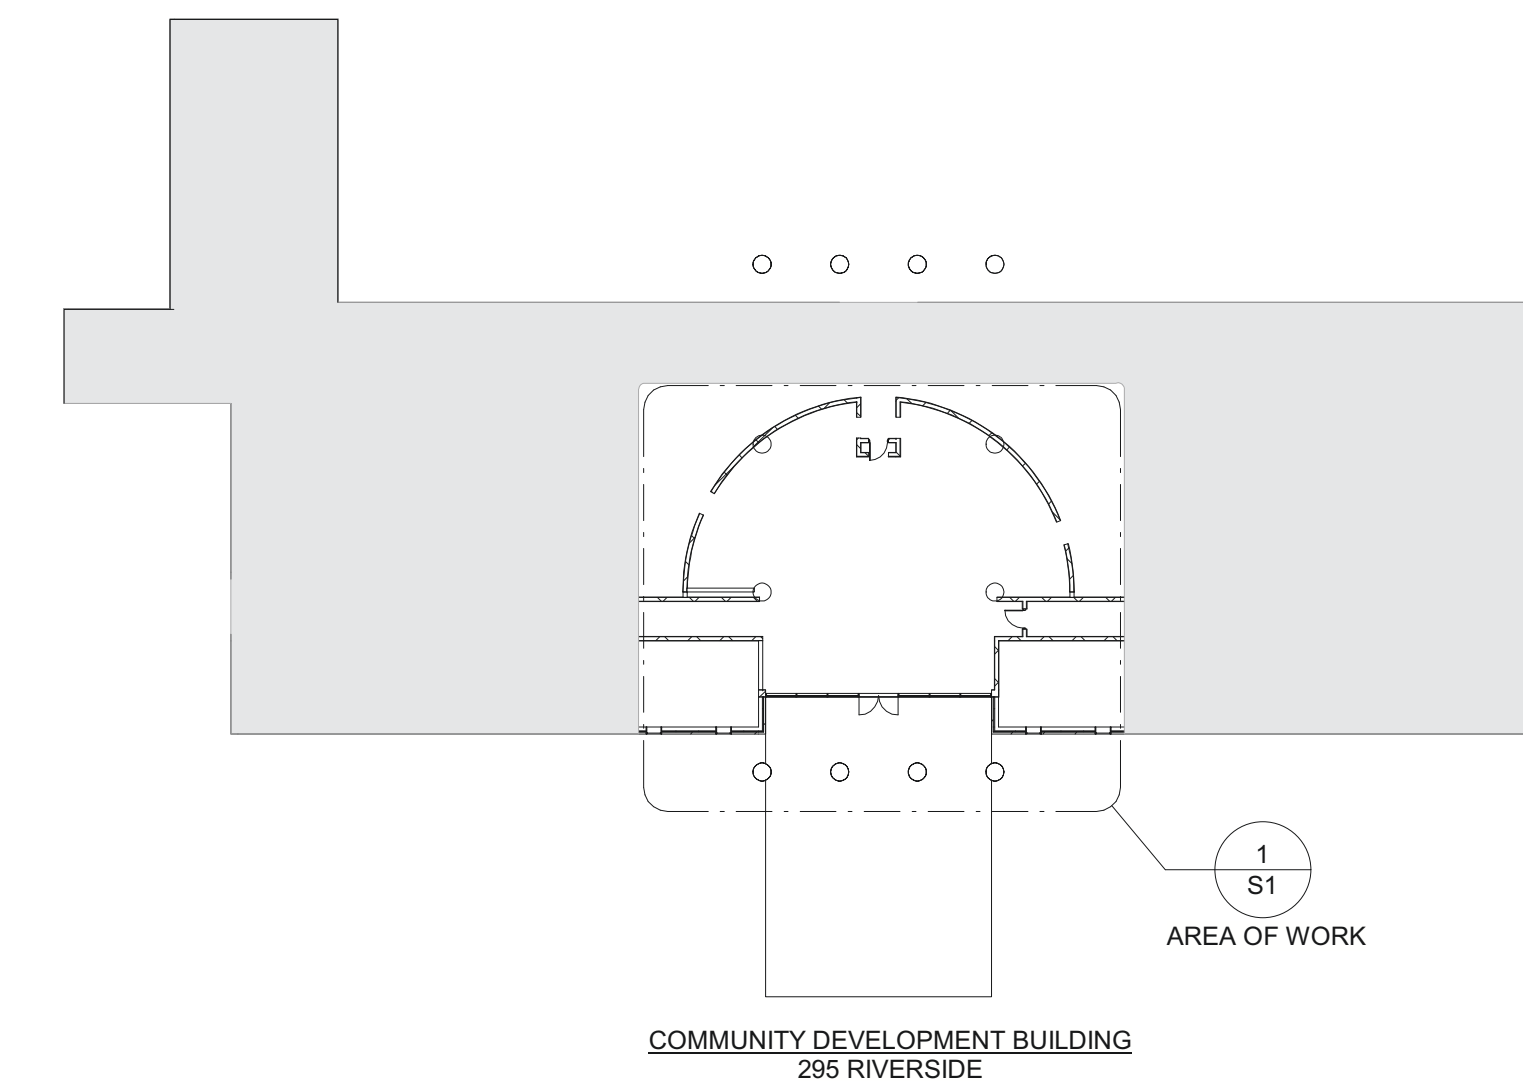 1
S1
AREA OF WORK
COMMUNITY DEVELOPMENT BUILDING
295 RIVERSIDE